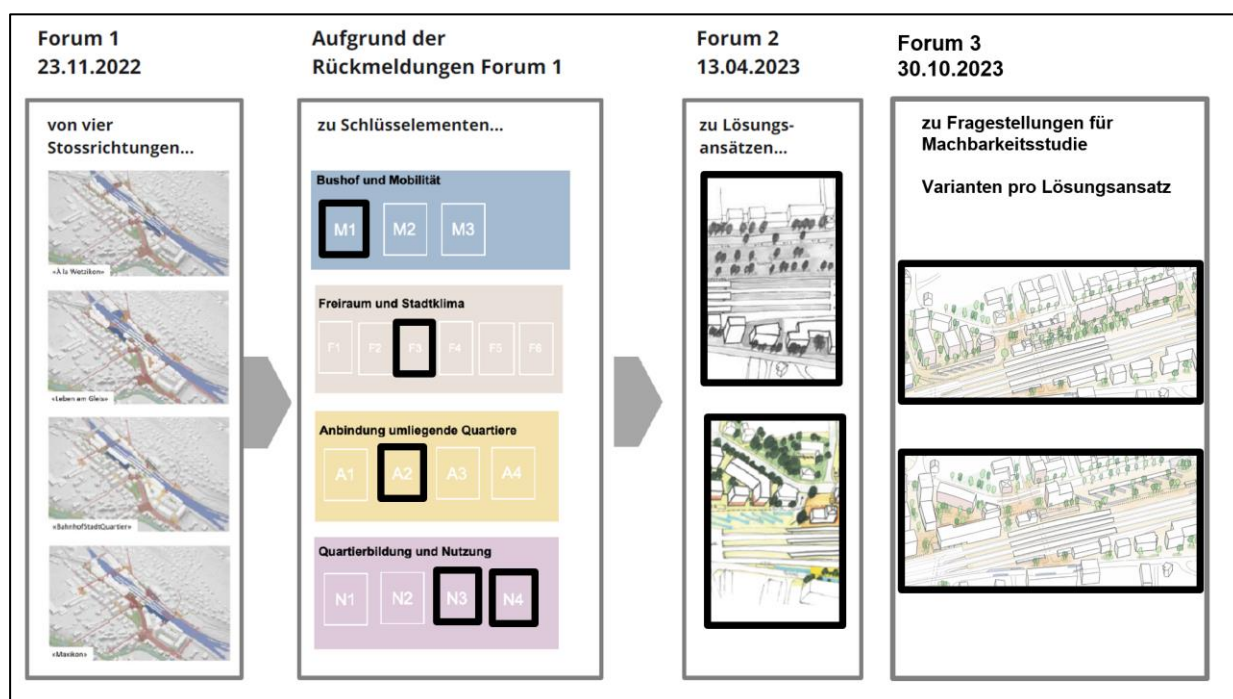 Forum 1
23.11.2022
von vier
Stossrichtungen...
«À la Wetzikon»
«Leben am Gleis»
«BahnhofStadtQuartier»
«Maxikon»
Aufgrund der
Rückmeldungen Forum 1
zu Schlüsselementen...
Bushof und Mobilität
M1 M2 M3
Freiraum und Stadtklima
F1 F2 F3 F4 F5 F6
Anbindung umliegende Quartiere
A1 A2 A3 A4
Quartierbildung und Nutzung
N1 N2 N3 N4
Forum 2
13.04.2023
zu Lösungs-
ansätzen...
Forum 3
30.10.2023
zu Fragestellungen für
Machbarkeitsstudie
Varianten pro Lösungsansatz